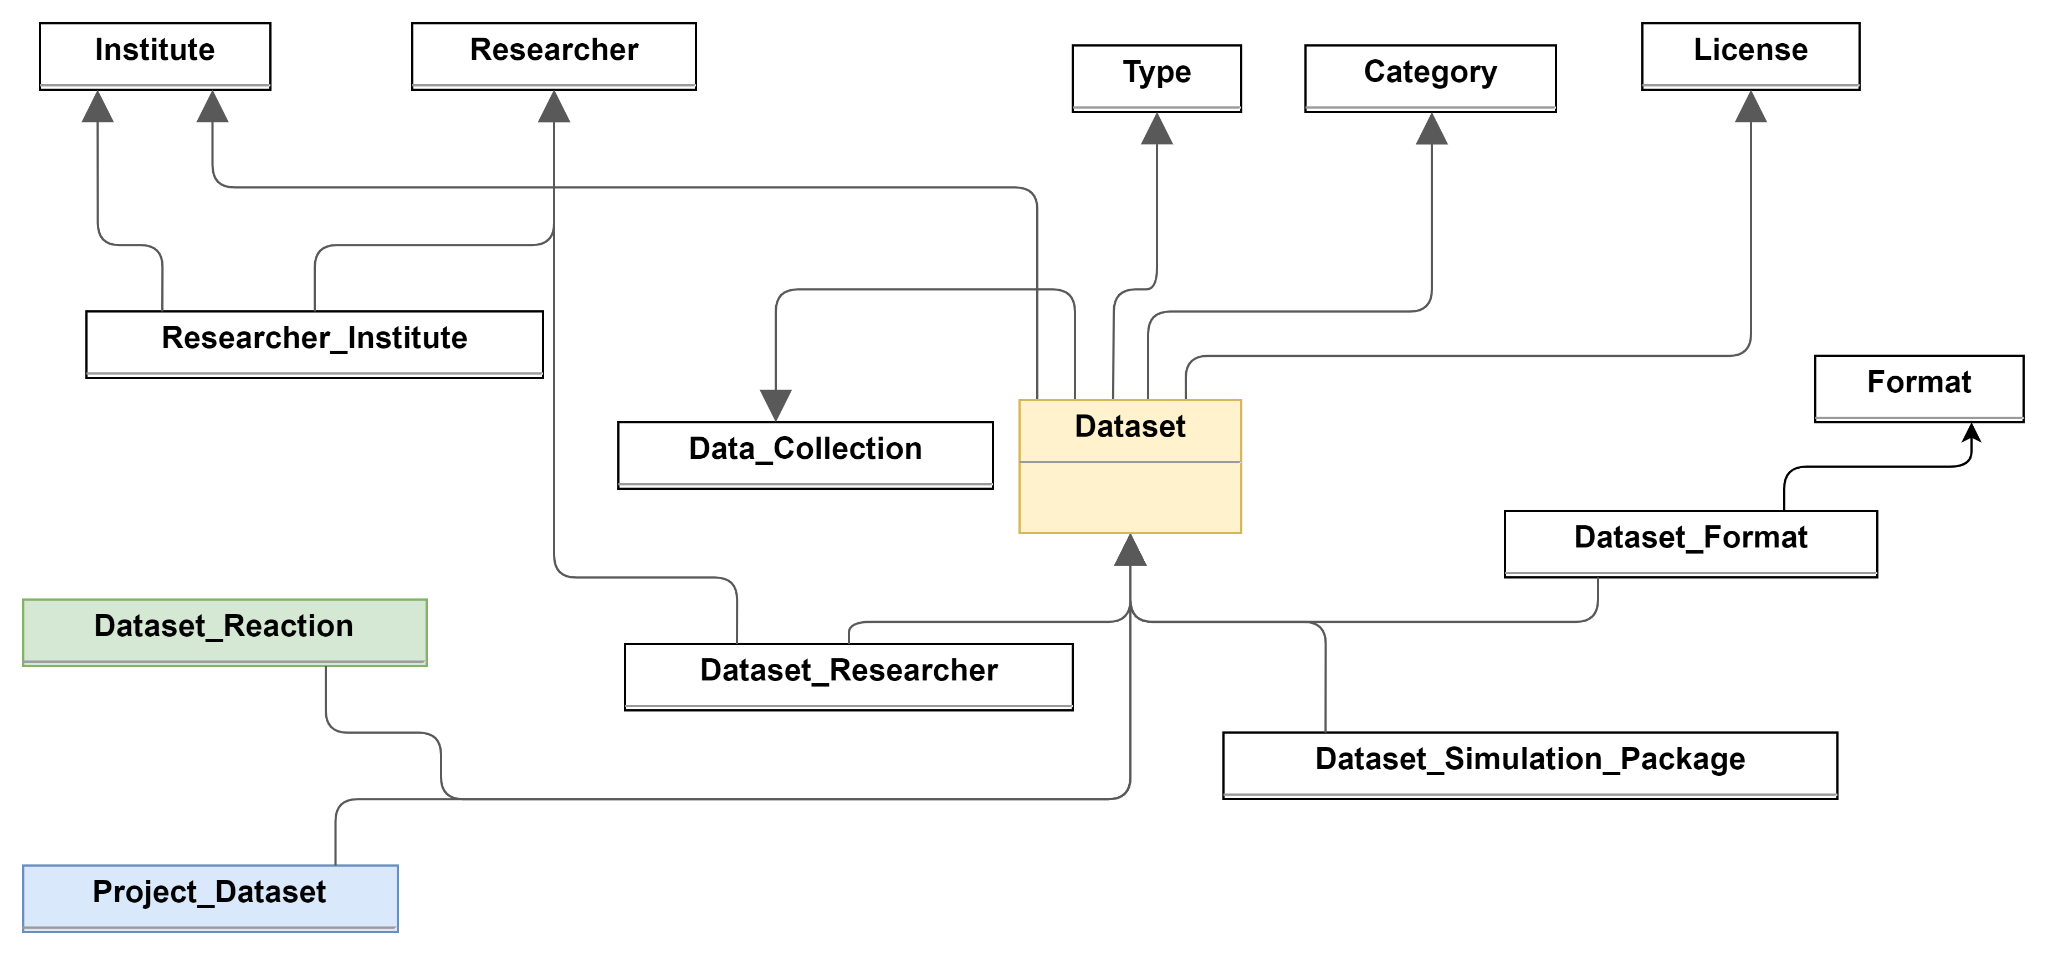 Institute
Researcher
Type
Category
License
Researcher_Institute
Format
Data_Collection
Dataset
Dataset_Format
Dataset_Reaction
Dataset_Researcher
Dataset_Simulation_Package
Project_Dataset